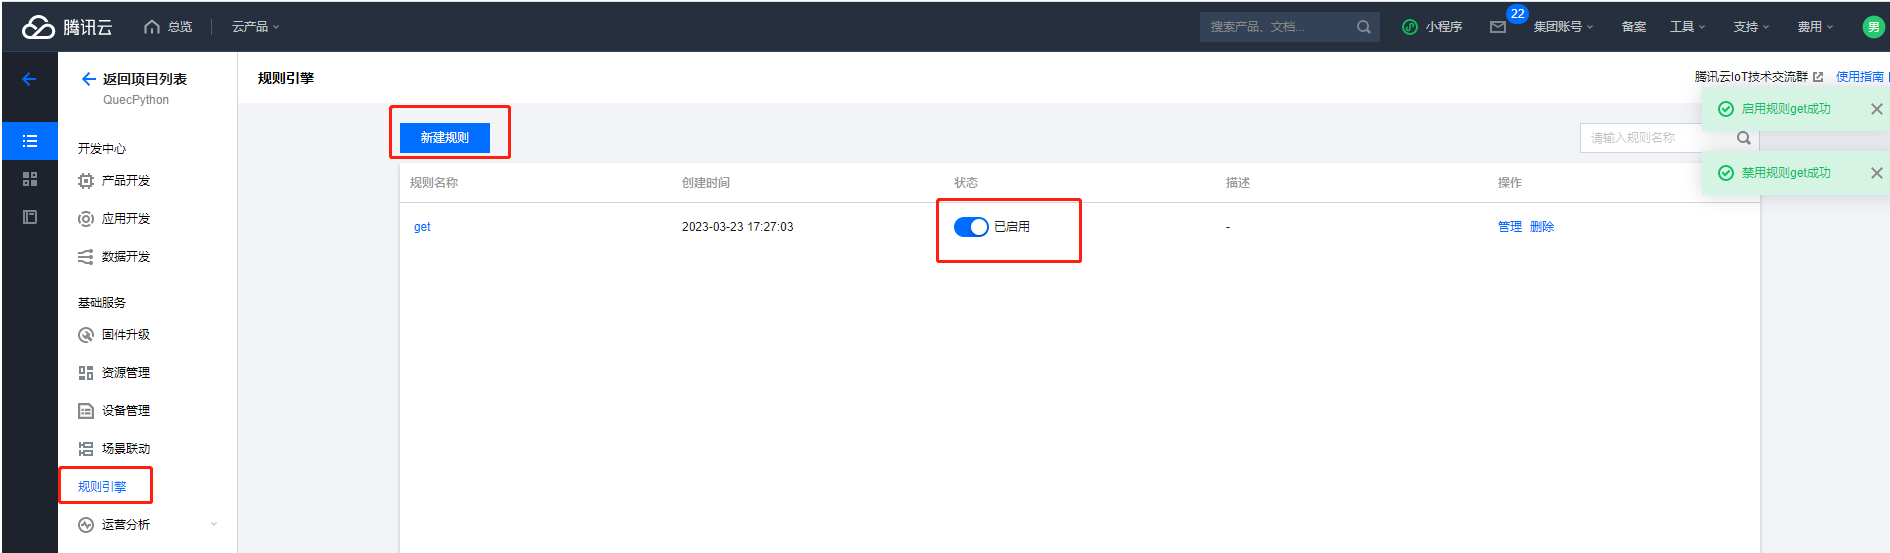 腾讯云 总览 云产品 搜索产品、文档... 小程序 22 集团账号 备案 工具 支持 费用 男
返回项目列表
QuecPython
规则引擎
腾讯云IoT技术交流群 使用指南
启用规则get成功
禁用规则get成功
新建规则
请输入规则名称
规则名称 创建时间 状态 描述 操作
get 2023-03-23 17:27:03 已启用 - 管理 删除
开发中心
产品开发
应用开发
数据开发
基础服务
固件升级
资源管理
设备管理
场景联动
规则引擎
运营分析